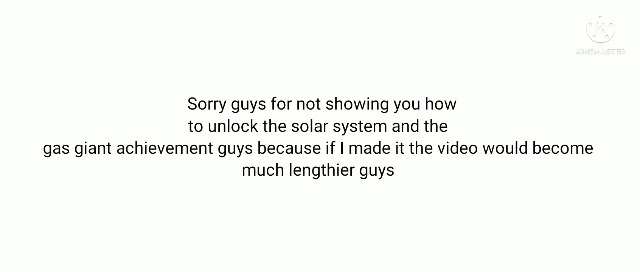 KINEMASTER
Sorry guys for not showing you how
to unlock the solar system and the
gas giant achievement guys because if I made it the video would become
much lengthier guys